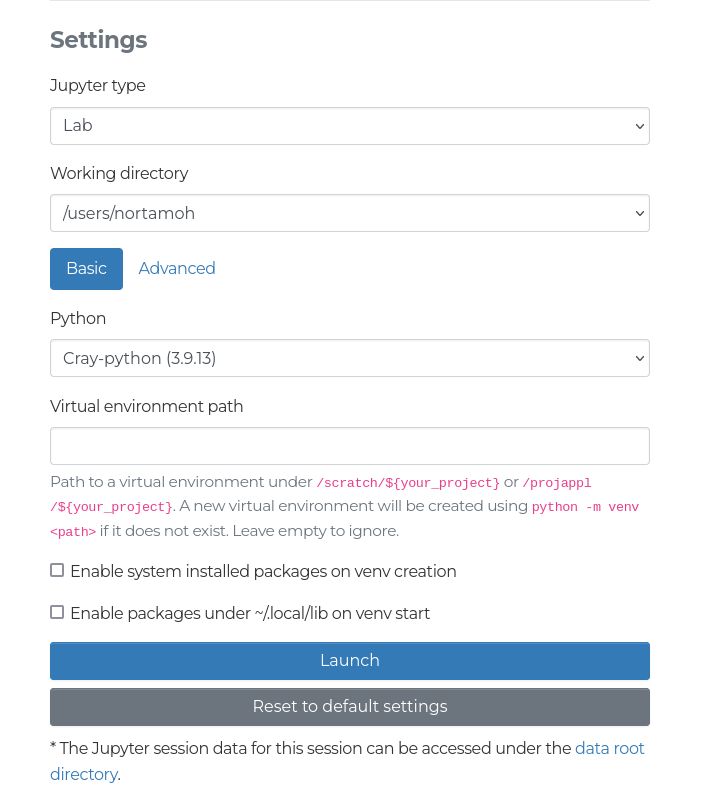 Settings
Jupyter type
Lab
Working directory
/users/nortamoh
Basic Advanced
Python
Cray-python (3.9.13)
Virtual environment path
Path to a virtual environment under /scratch/${your_project} or /projappl
/${your_project}. A new virtual environment will be created using python -m venv
<path> if it does not exist. Leave empty to ignore.
Enable system installed packages on venv creation
Enable packages under ~/.local/lib on venv start
Launch
Reset to default settings
* The Jupyter session data for this session can be accessed under the data root
directory.